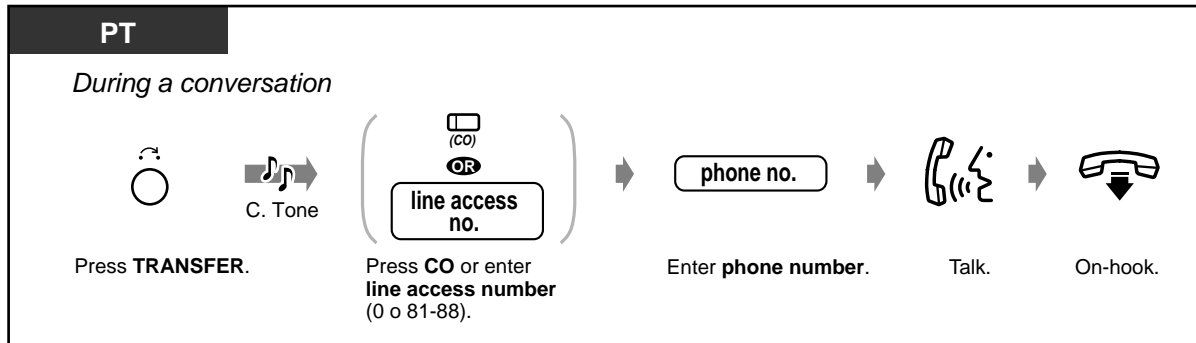 PT
During a conversation
(CO)
OR
line access
no.
phone no.
C. Tone
Press TRANSFER.
Press CO or enter
line access number
(0 o 81-88).
Enter phone number.
Talk.
On-hook.